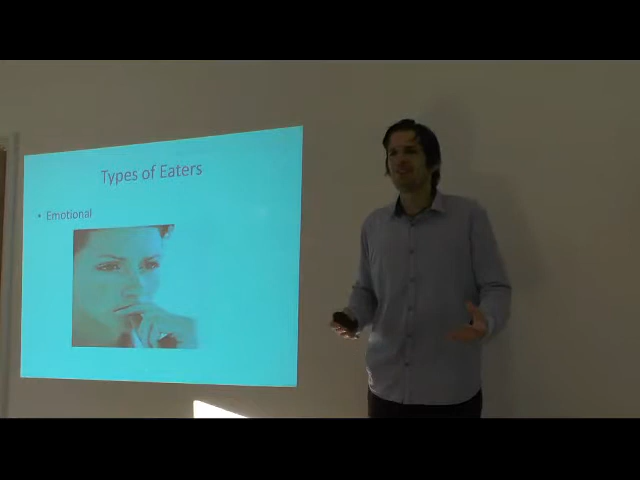 Types of Eaters
• Emotional